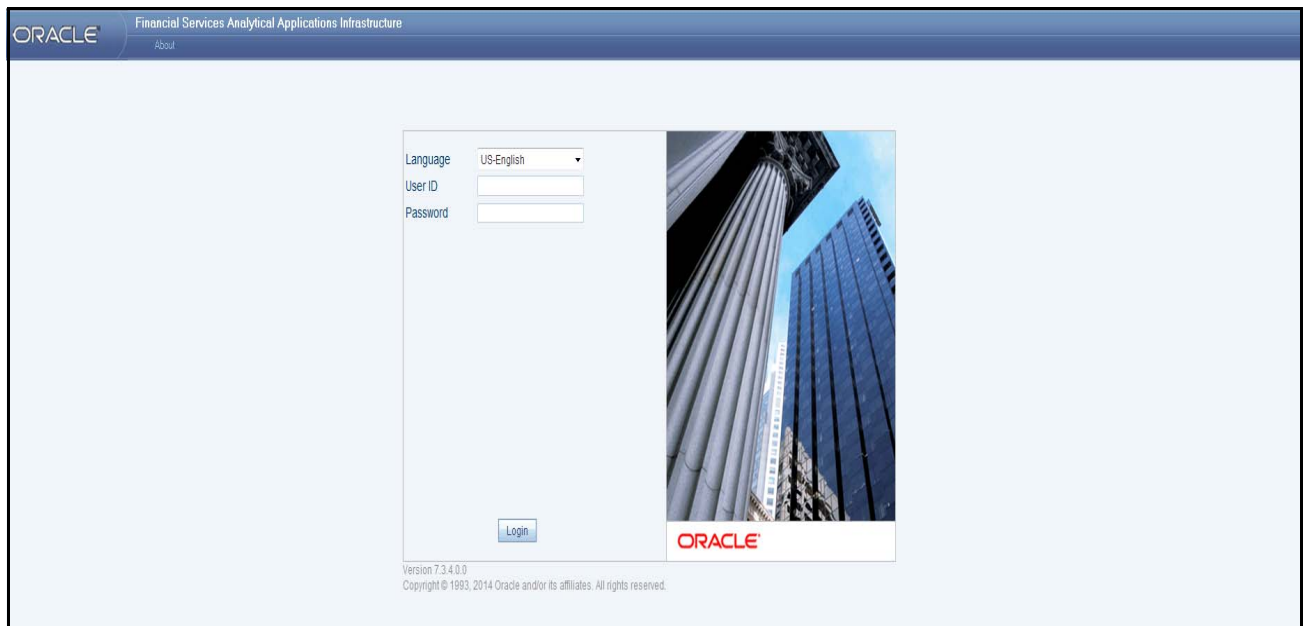 ORACLE®
Financial Services Analytical Applications Infrastructure
About
Language US-English
User ID
Password
Login
ORACLE®
Version 7.3.4.0.0
Copyright © 1993, 2014 Oracle and/or its affiliates. All rights reserved.